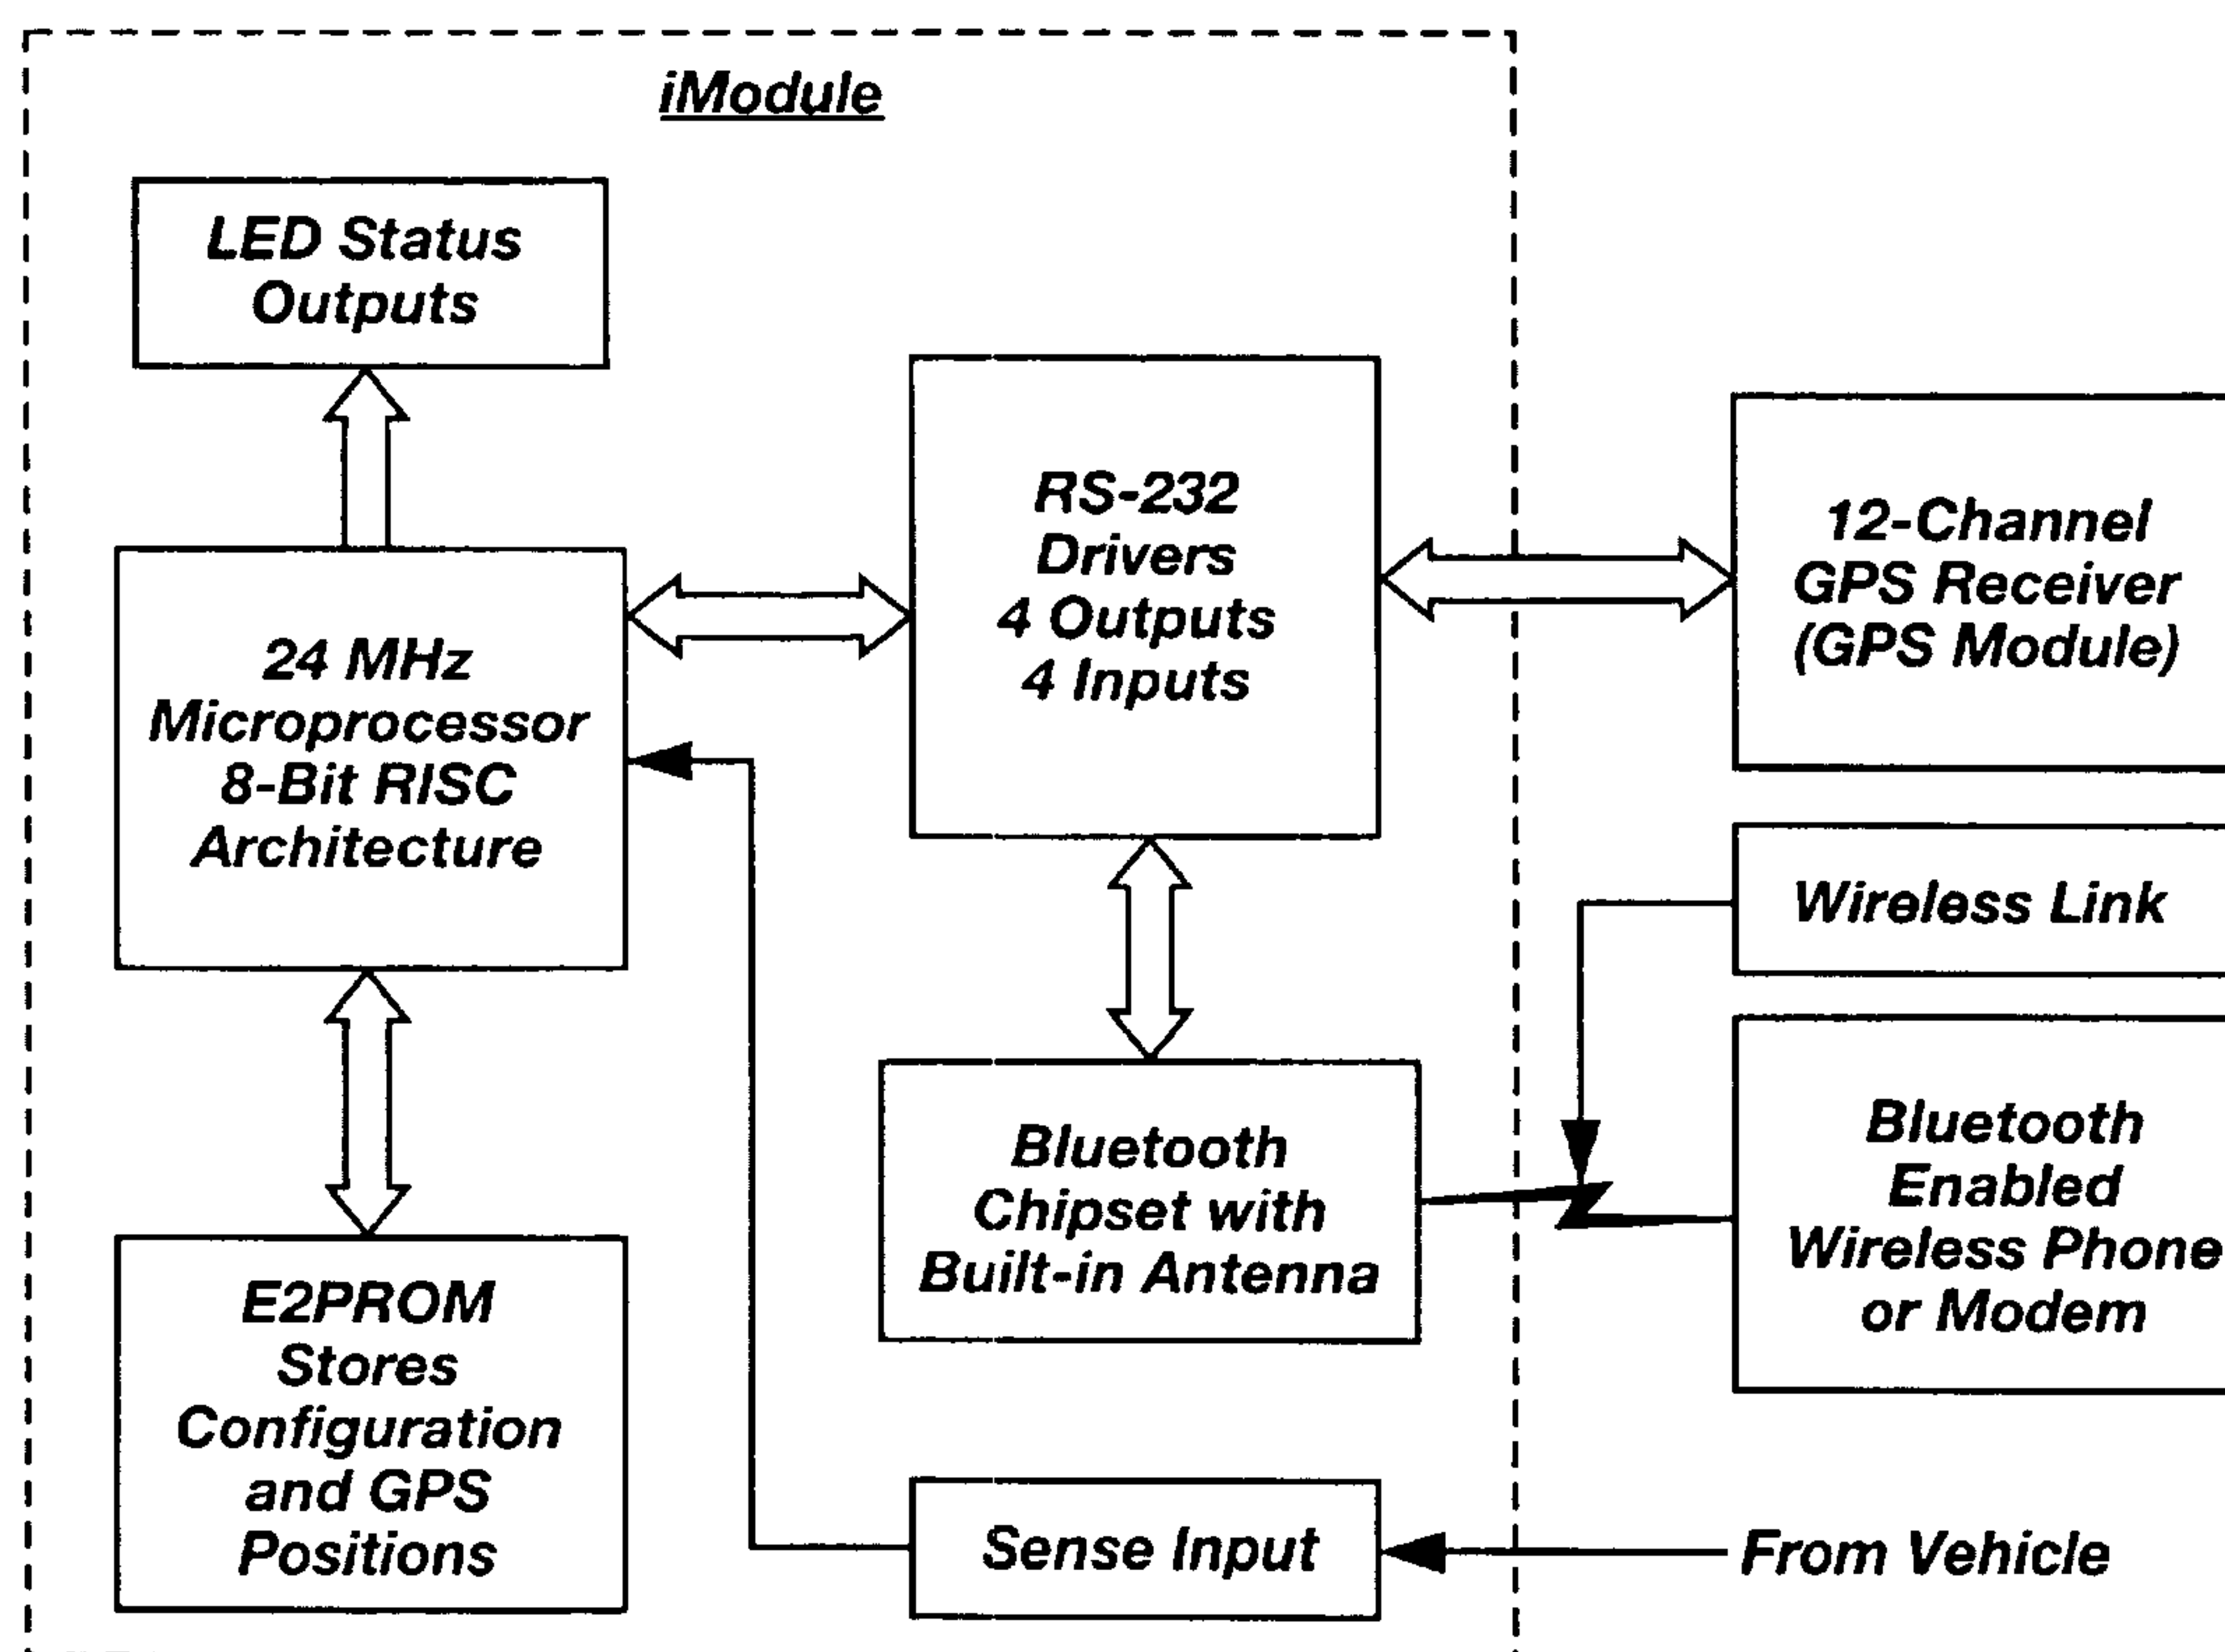 iModule
LED Status
Outputs
RS-232
Drivers
4 Outputs
4 Inputs
12-Channel
GPS Receiver
(GPS Module)
24 MHz
Microprocessor
8-Bit RISC
Architecture
Wireless Link
Bluetooth
Chipset with
Built-in Antenna
Bluetooth
Enabled
Wireless Phone
or Modem
E2PROM
Stores
Configuration
and GPS
Positions
Sense Input
From Vehicle